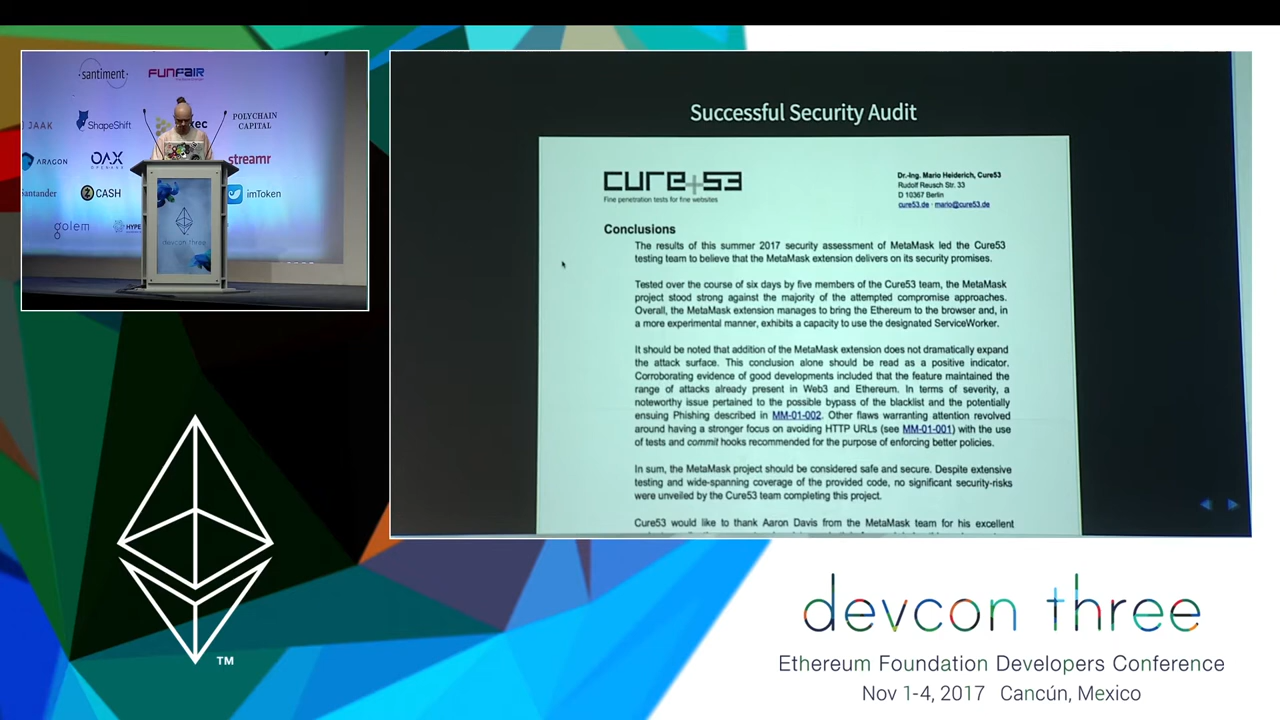 santiment
FUNFAIR
JAAK
ShapeShift
POLYCHAIN
CAPITAL
ARAGON
OAX
streamr
CASH
imToken
golem
devcon three
Successful Security Audit
cure+53
Fine penetration tests for fine websites
Dr.-Ing. Mario Heiderich, Cure53
Rudolf Reusch Str. 33
D 10367 Berlin
cure53.de · mario@cure53.de
Conclusions
The results of this summer 2017 security assessment of MetaMask led the Cure53
testing team to believe that the MetaMask extension delivers on its security promises.
Tested over the course of six days by five members of the Cure53 team, the MetaMask
project stood strong against the majority of the attempted compromise approaches.
Overall, the MetaMask extension manages to bring the Ethereum to the browser and, in
a more experimental manner, exhibits a capacity to use the designated ServiceWorker.
It should be noted that addition of the MetaMask extension does not dramatically expand
the attack surface. This conclusion alone should be read as a positive indicator.
Corroborating evidence of good developments included that the feature maintained the
range of attacks already present in Web3 and Ethereum. In terms of severity, a
noteworthy issue pertained to the possible bypass of the blacklist and the potentially
ensuing Phishing described in MM-01-002. Other flaws warranting attention revolved
around having a stronger focus on avoiding HTTP URLs (see MM-01-001) with the use
of tests and commit hooks recommended for the purpose of enforcing better policies.
In sum, the MetaMask project should be considered safe and secure. Despite extensive
testing and wide-spanning coverage of the provided code, no significant security-risks
were unveiled by the Cure53 team completing this project.
Cure53 would like to thank Aaron Davis from the MetaMask team for his excellent
TM
devcon three
Ethereum Foundation Developers Conference
Nov 1-4, 2017 Cancún, Mexico